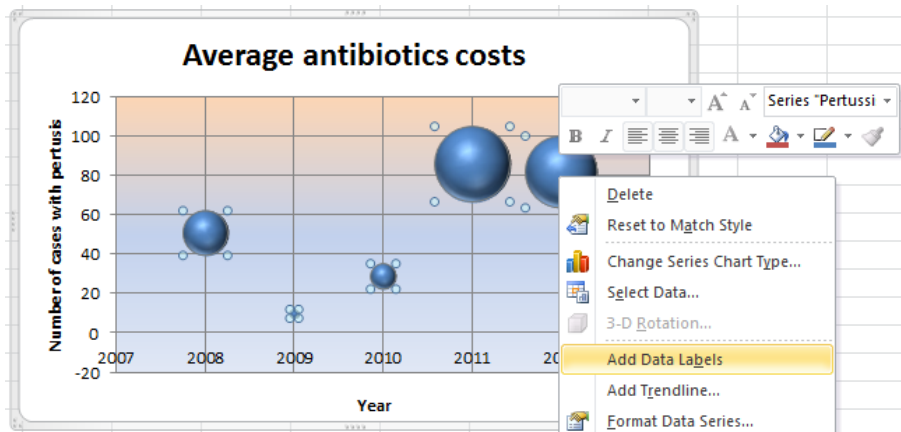 Average antibiotics costs
Number of cases with pertusis
120
100
80
60
40
20
0
-20
2007 2008 2009 2010 2011 20
Year
A A Series "Pertussi
B I A
Delete
Reset to Match Style
Change Series Chart Type...
Select Data...
3-D Rotation...
Add Data Labels
Add Trendline...
Format Data Series...